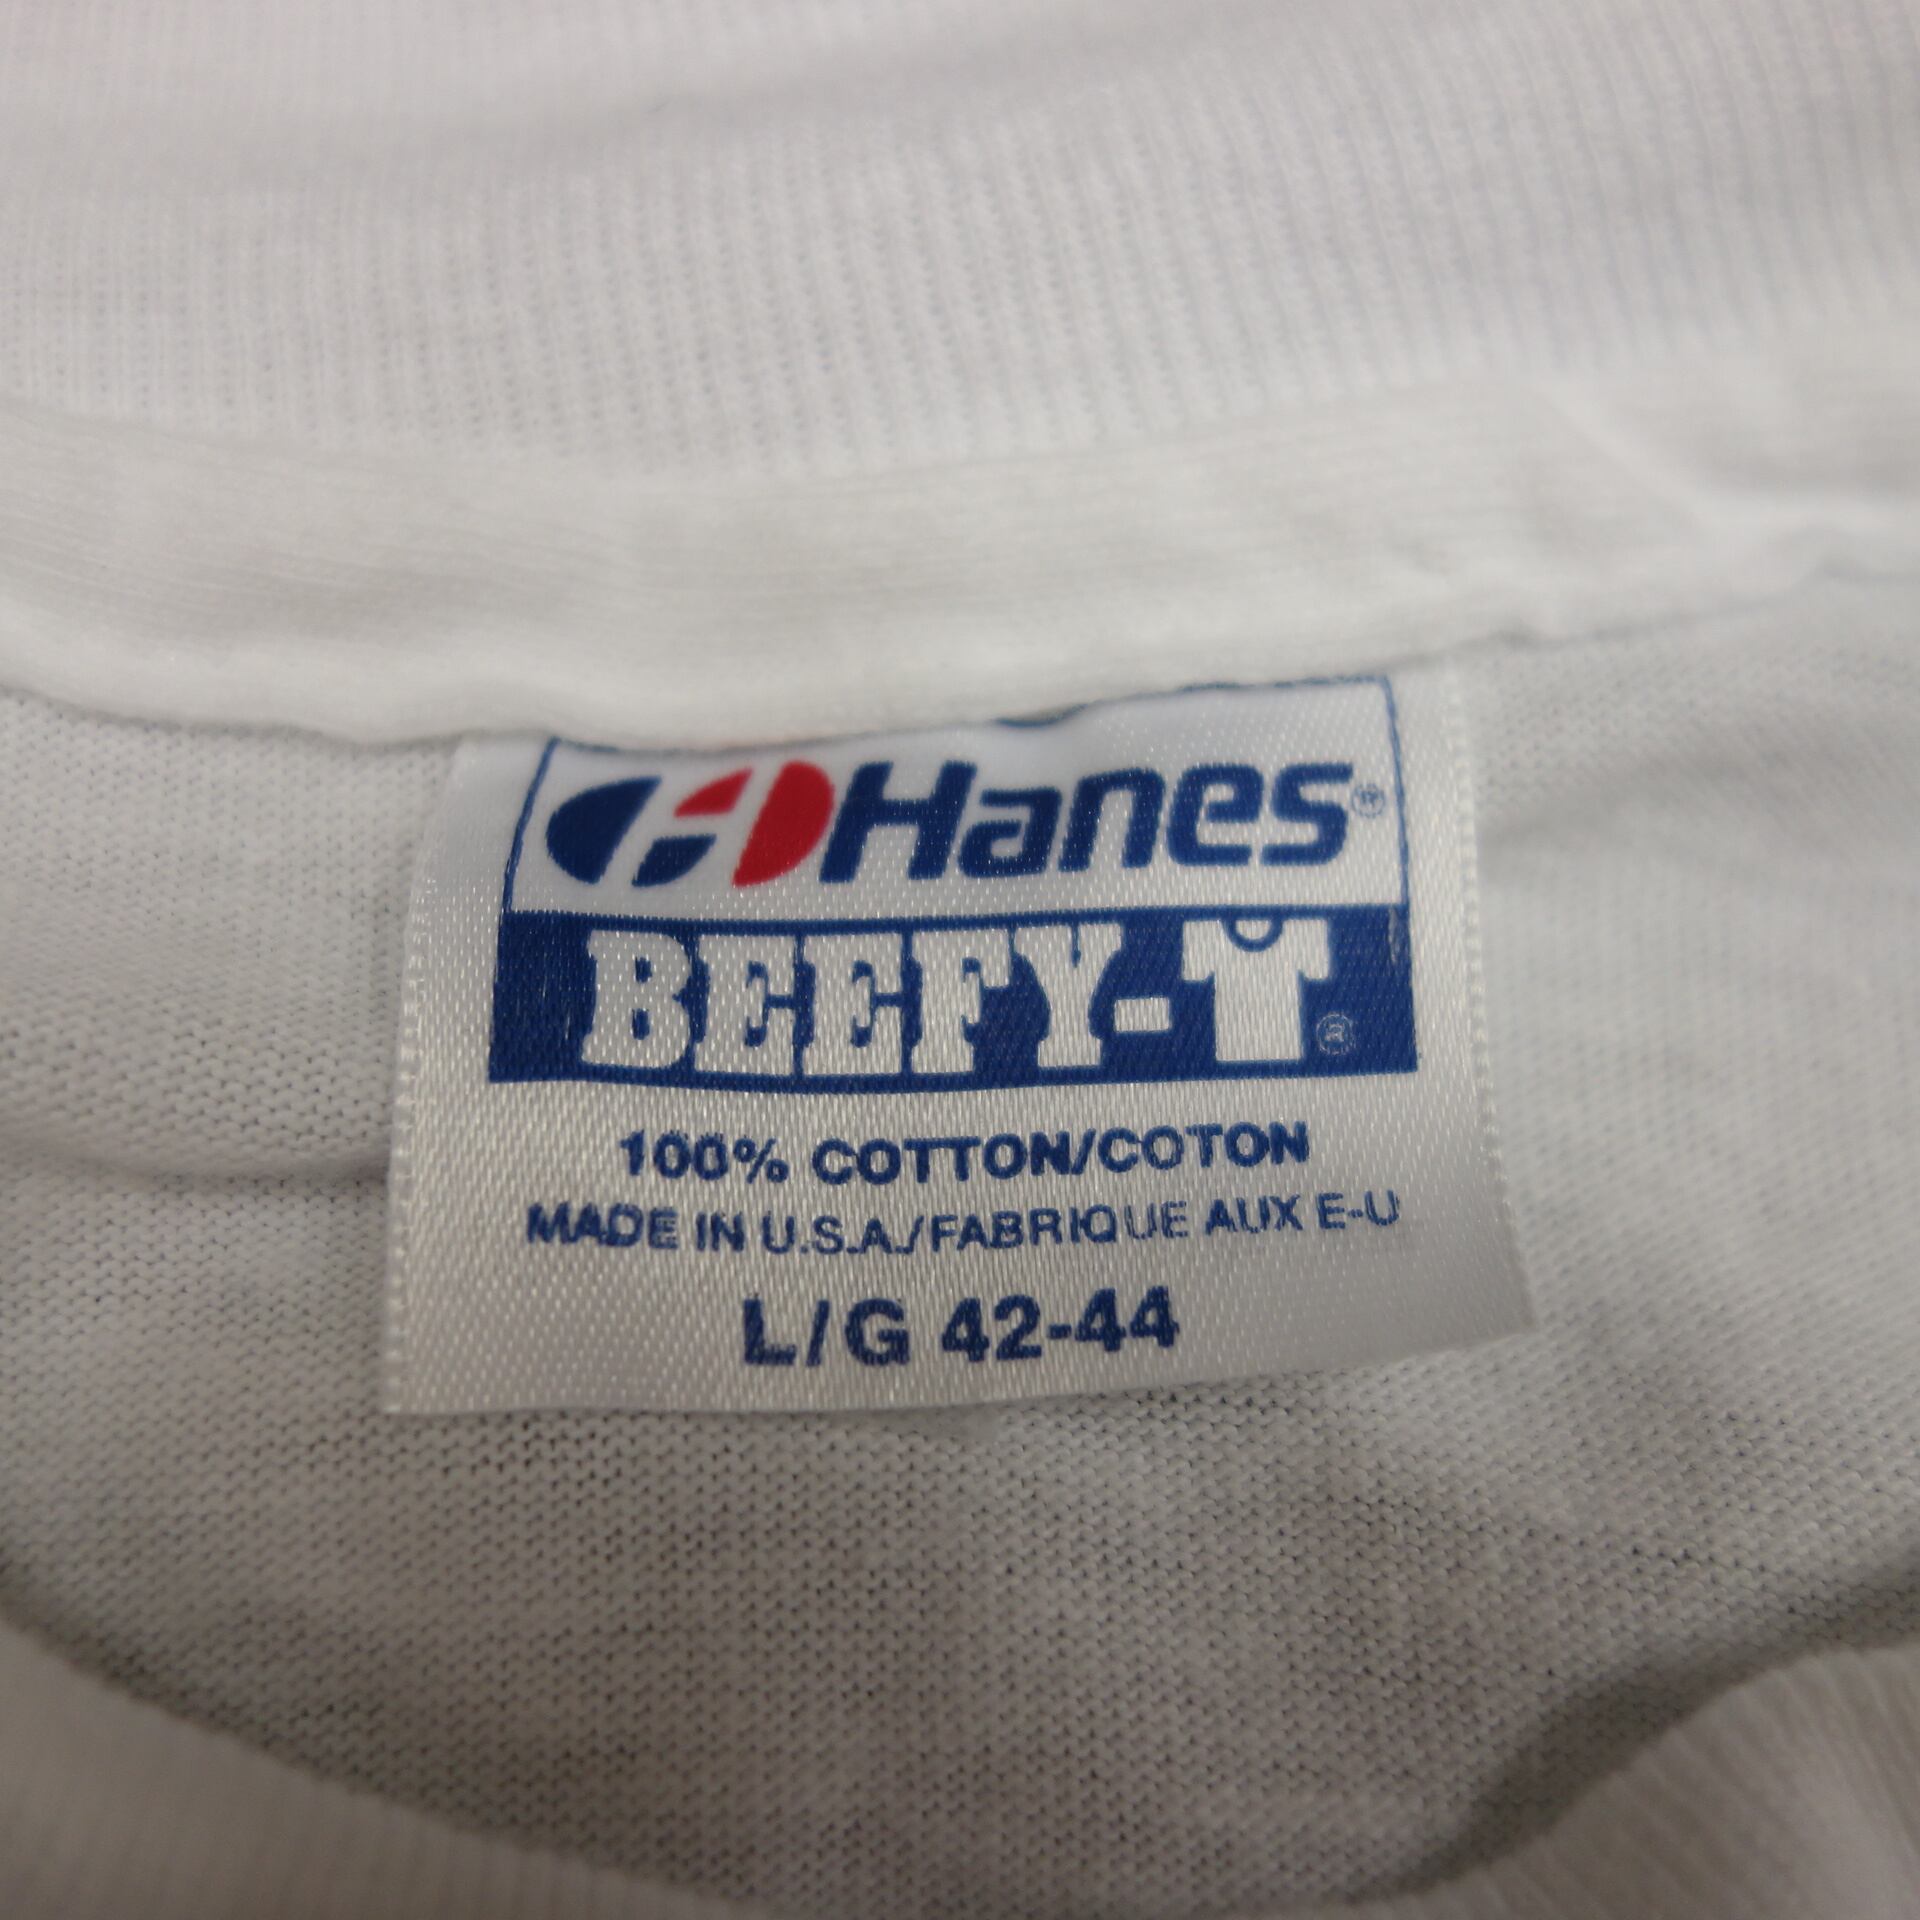 Hanes®
BEEFY-T®
100% COTTON/COTON
MADE IN U.S.A./FABRIQUE AUX E-U
L/G 42-44